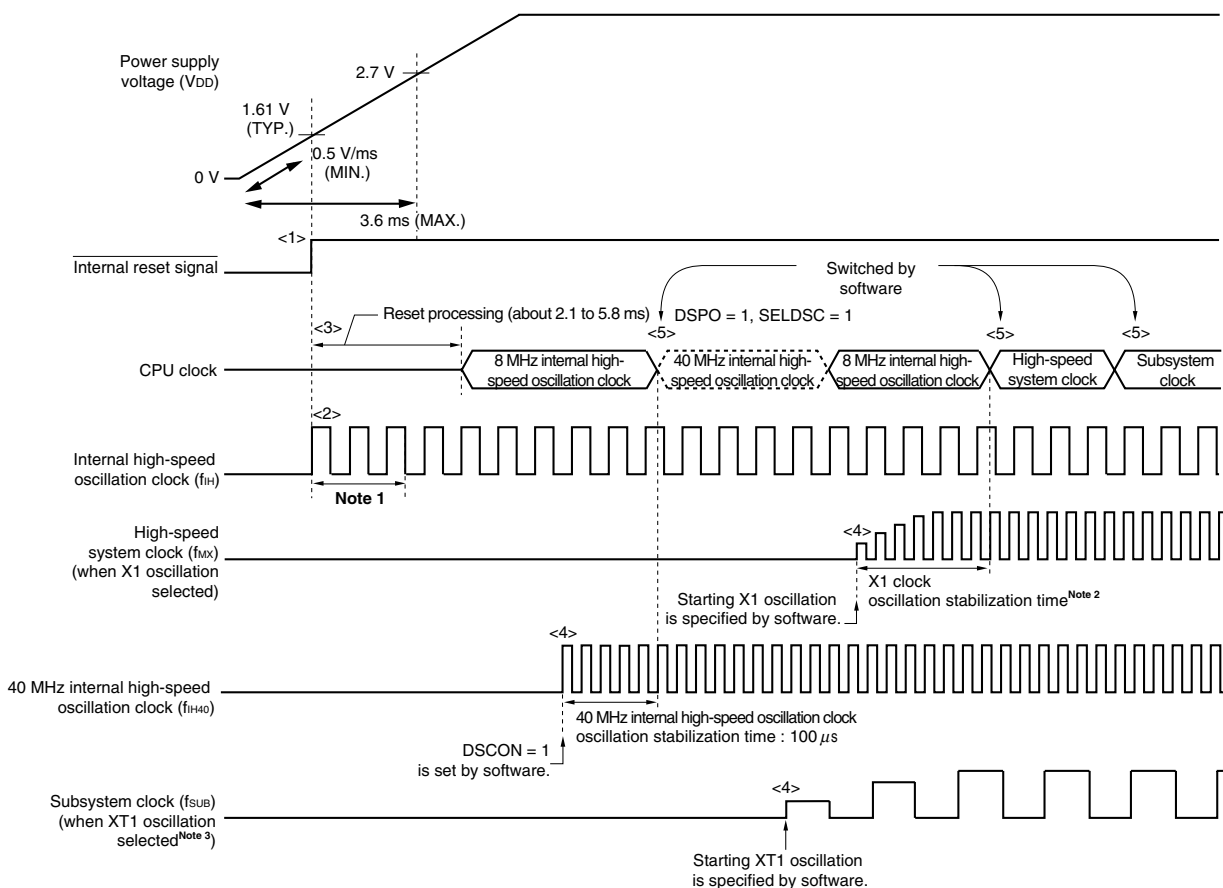 Power supply
voltage (VDD)
2.7 V
1.61 V
(TYP.)
0.5 V/ms
(MIN.)
0 V
3.6 ms (MAX.)
<1>
Internal reset signal
Switched by
software
<3>
Reset processing (about 2.1 to 5.8 ms)
DSPO = 1, SELDSC = 1
<5>
<5>
<5>
CPU clock
8 MHz internal high-
speed oscillation clock
40 MHz internal high-
speed oscillation clock
8 MHz internal high-
speed oscillation clock
High-speed
system clock
Subsystem
clock
<2>
Internal high-speed
oscillation clock (fIH)
Note 1
High-speed
system clock (fMX)
(when X1 oscillation
selected)
<4>
X1 clock
oscillation stabilization timeNote 2
Starting X1 oscillation
is specified by software.
<4>
40 MHz internal high-speed
oscillation clock (fIH40)
40 MHz internal high-speed oscillation clock
oscillation stabilization time : 100 μs
DSCON = 1
is set by software.
<4>
Subsystem clock (fSUB)
(when XT1 oscillation
selectedNote 3)
Starting XT1 oscillation
is specified by software.